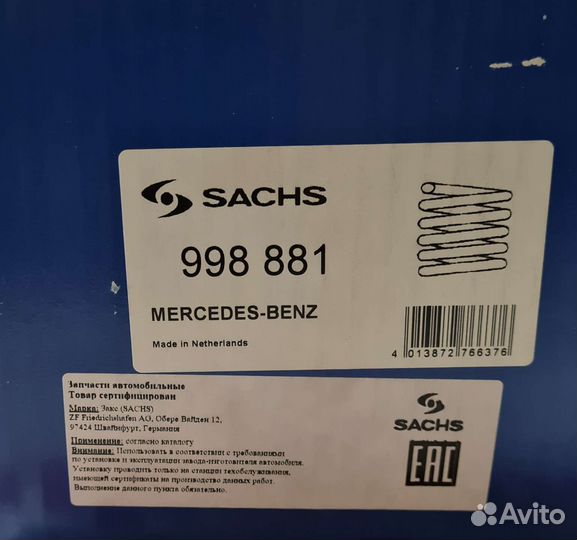 SACHS
998 881
MERCEDES-BENZ
Made in Netherlands
4 013872 766376
Запчасти автомобильные
Товар сертифицирован
Марка: Закс (SACHS)
ZF Friedrichshafen AG, Обере Вайден 12,
97424 Швайнфурт, Германия
Применение: согласно каталогу
Внимание: Использовать в соответствии с требованиями
по установке и эксплуатации завода-изготовителя автомобиля.
Установку проводить только на станции техобслуживания,
имеющей сертификаты на производство данных работ.
Выполнение данного пункта обязательно.
SACHS
EAC
Avito